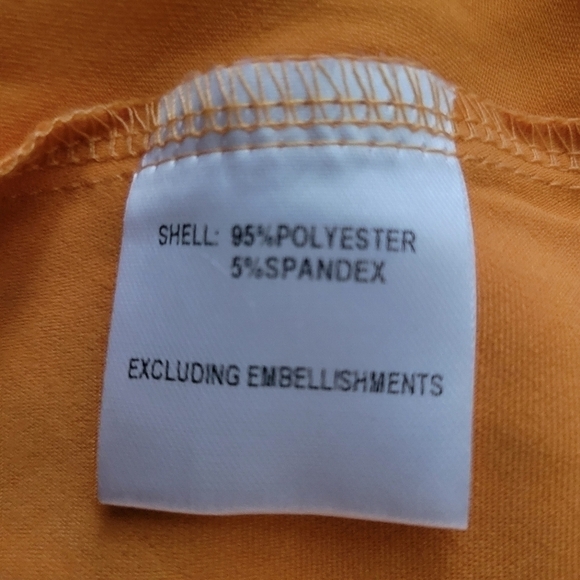 SHELL: 95%POLYESTER
5%SPANDEX
EXCLUDING EMBELLISHMENTS